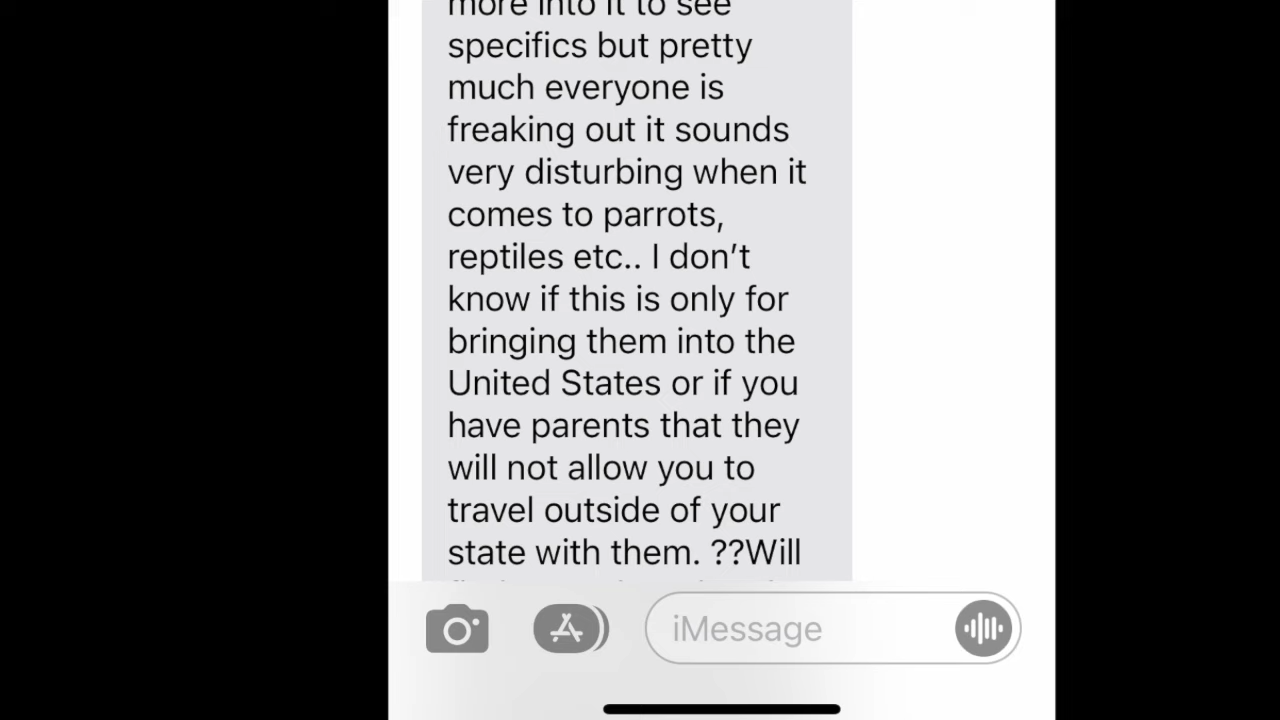 more into it to see
specifics but pretty
much everyone is
freaking out it sounds
very disturbing when it
comes to parrots,
reptiles etc.. I don’t
know if this is only for
bringing them into the
United States or if you
have parents that they
will not allow you to
travel outside of your
state with them. ??Will
iMessage